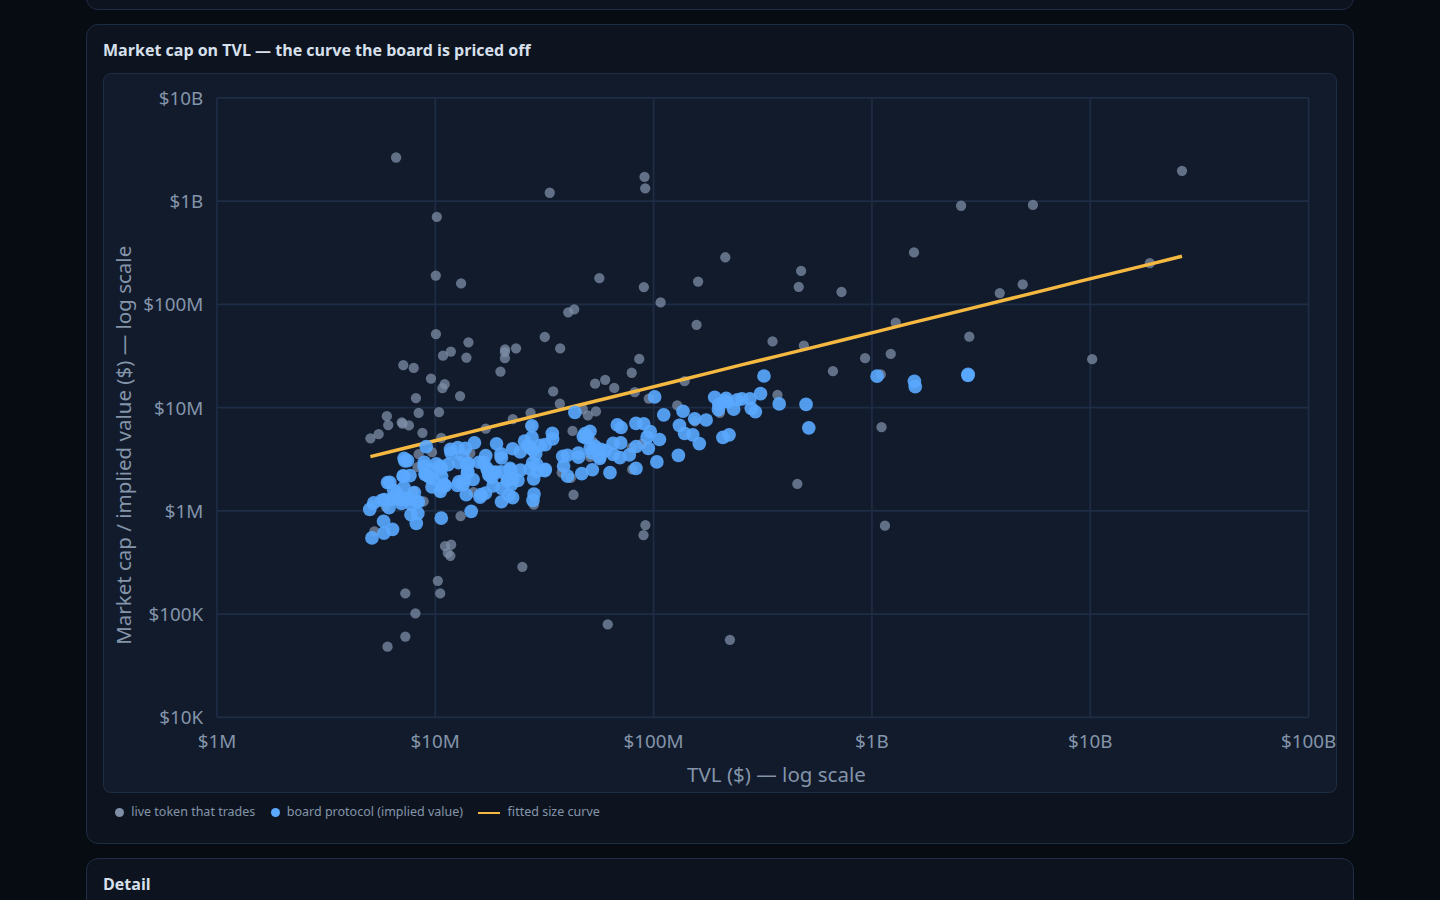 Market cap on TVL — the curve the board is priced off
$10B
$1B
$100M
$10M
$1M
$100K
$10K
Market cap / implied value ($) — log scale
$1M
$10M
$100M
$1B
$10B
$100B
TVL ($) — log scale
live token that trades
board protocol (implied value)
fitted size curve
Detail